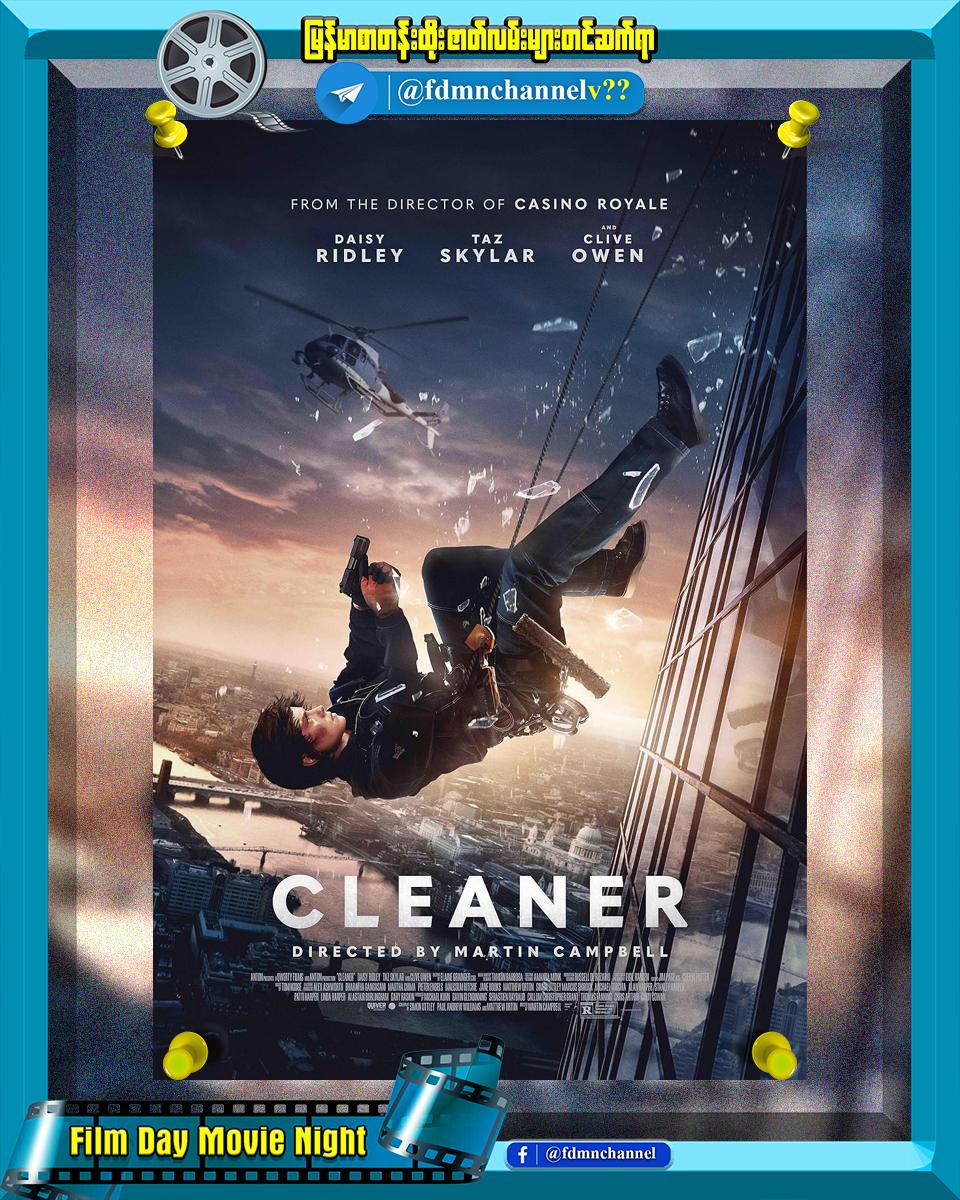 မြန်မာစာတန်းထိုးဇာတ်လမ်းများတင်ဆက်ရာ
@fdmnchannelv??
FROM THE DIRECTOR OF CASINO ROYALE
DAISY RIDLEY
TAZ SKYLAR
AND CLIVE OWEN
CLEANER
DIRECTED BY MARTIN CAMPBELL
R
Film Day Movie Night
@fdmnchannel